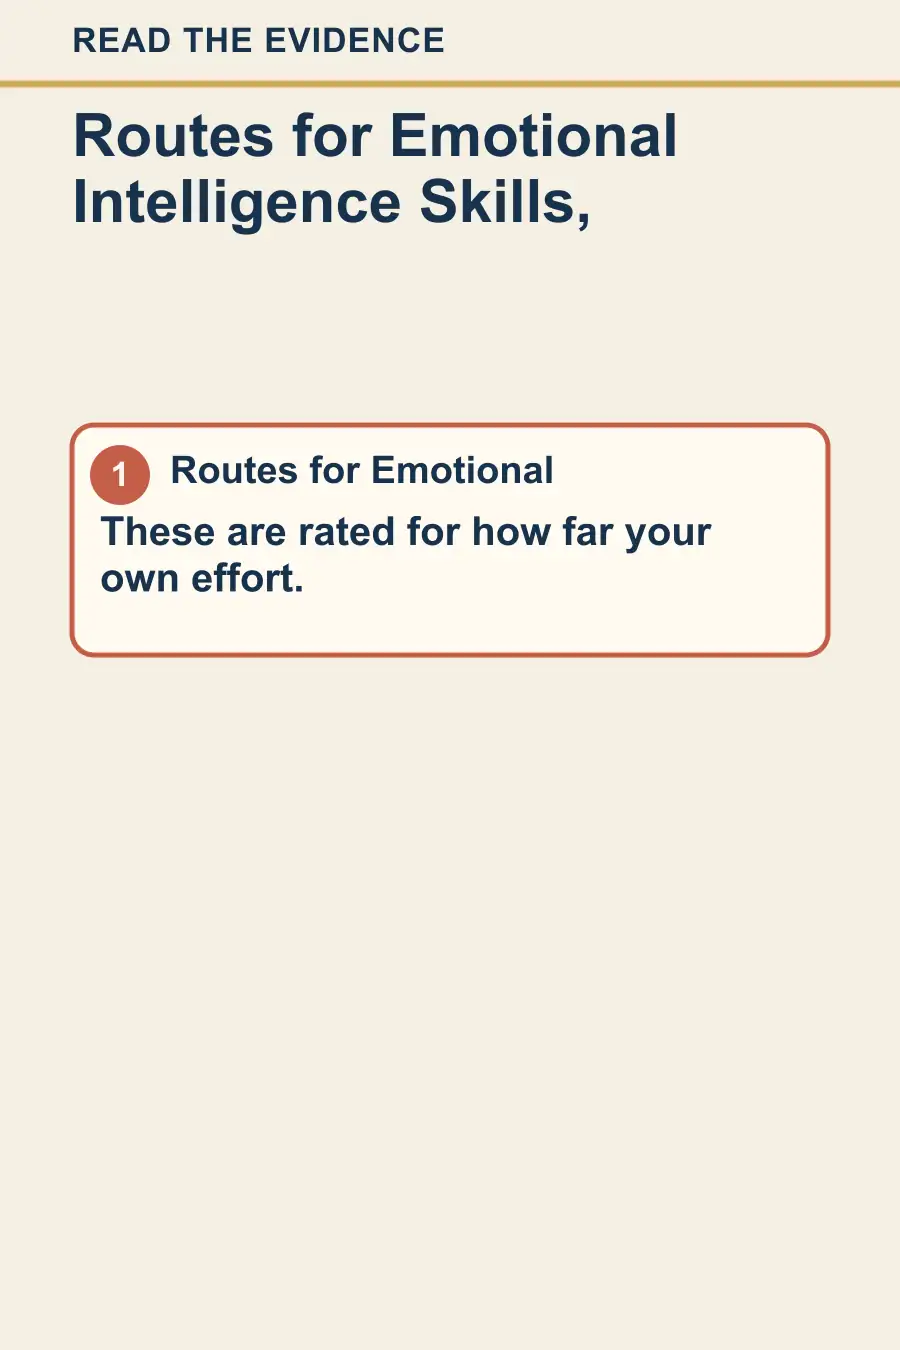 READ THE EVIDENCE
Routes for Emotional
Intelligence Skills,
1 Routes for Emotional
These are rated for how far your
own effort.